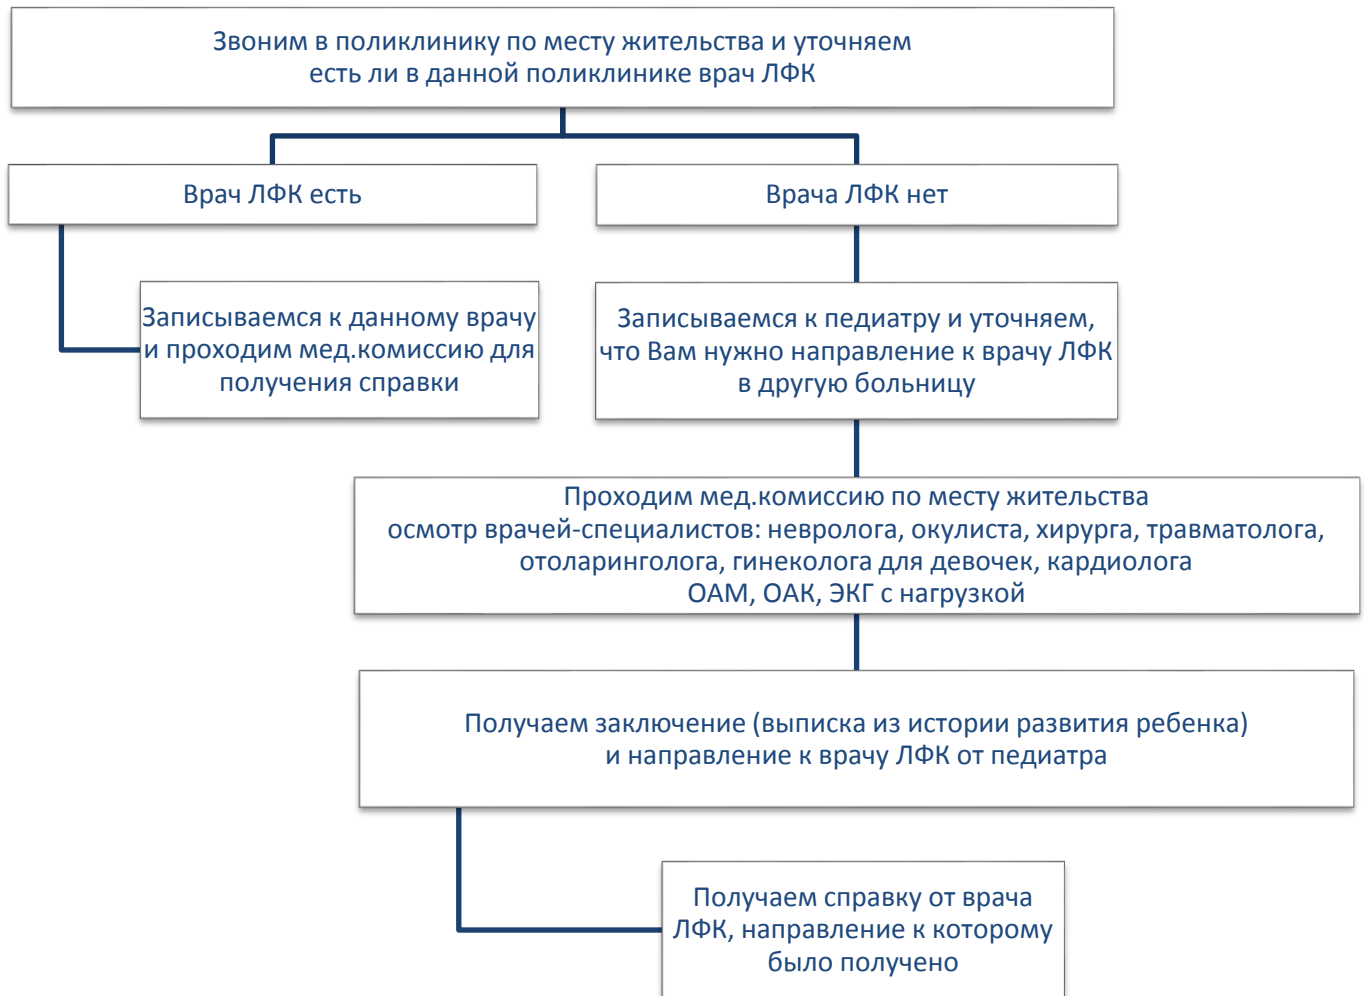 Звоним в поликлинику по месту жительства и уточняем
есть ли в данной поликлинике врач ЛФК
Врач ЛФК есть
Врача ЛФК нет
Записываемся к данному врачу
и проходим мед.комиссию для
получения справки
Записываемся к педиатру и уточняем,
что Вам нужно направление к врачу ЛФК
в другую больницу
Проходим мед.комиссию по месту жительства
осмотр врачей-специалистов: невролога, окулиста, хирурга, травматолога,
отоларинголога, гинеколога для девочек, кардиолога
ОАМ, ОАК, ЭКГ с нагрузкой
Получаем заключение (выписка из истории развития ребенка)
и направление к врачу ЛФК от педиатра
Получаем справку от врача
ЛФК, направление к которому
было получено